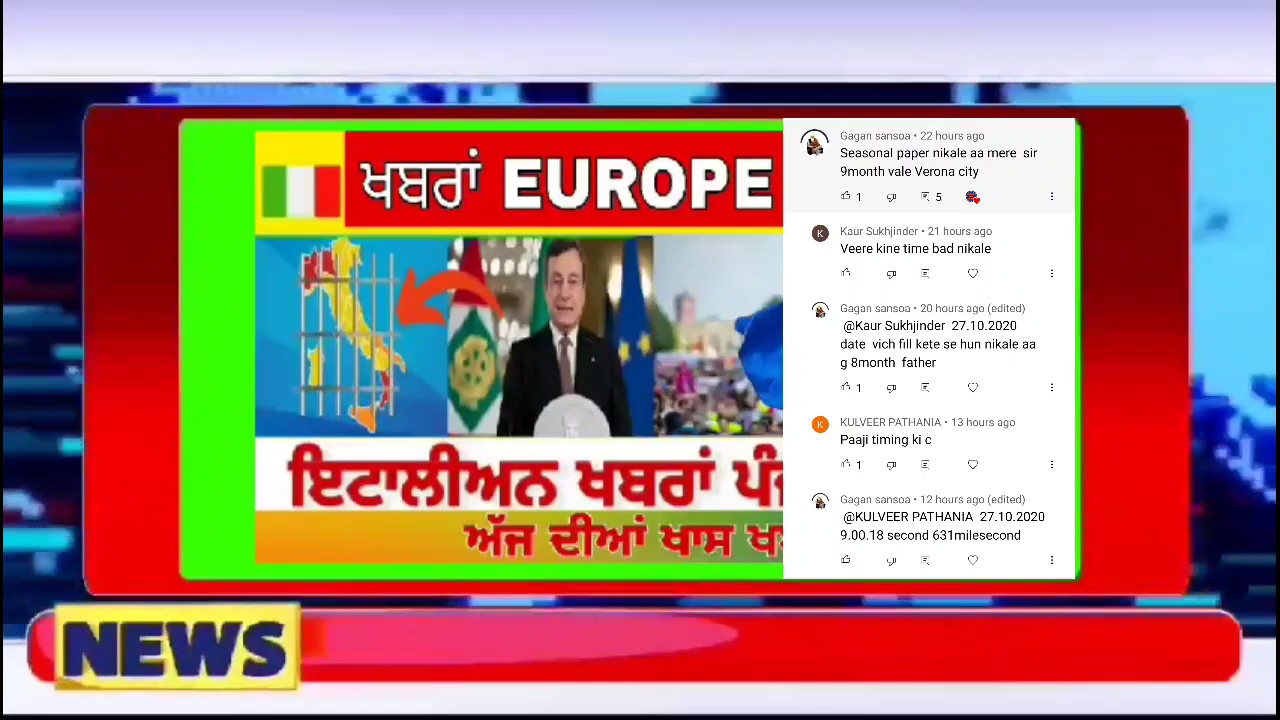 ਖਬਰਾਂ EUROPE
ਇਟਾਲੀਅਨ ਖਬਰਾਂ
ਅੱਜ ਦੀਆਂ ਖਾਸ
Gagan sansoa • 22 hours ago
Seasonal paper nikale aa mere sir
9month vale Verona city
1
5
K
Kaur Sukhjinder • 21 hours ago
Veere kine time bad nikale
Gagan sansoa • 20 hours ago (edited)
@Kaur Sukhjinder 27.10.2020
date vich fill kete se hun nikale aa
g 8month father
1
K
KULVEER PATHANIA • 13 hours ago
Paaji timing ki c
1
Gagan sansoa • 12 hours ago (edited)
@KULVEER PATHANIA 27.10.2020
9.00.18 second 631milesecond
NEWS